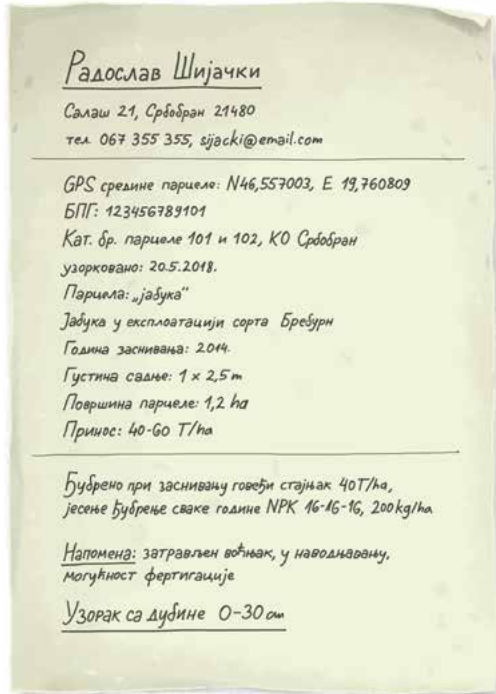 Радослав Шијачки
Салаш 21, Србобран 21480
тел. 067 355 355, sijacki@email.com
GPS средине парцеле: N46,557003, E 19,760809
БПГ: 123456789101
Кат. бр. парцеле 101 и 102, КО Србобран
узорковано: 20.5.2018.
Парцела: „јабука“
Јабука у експлоатацији сорта Бребурн
Година заснивања: 2014.
Густина садње: 1 x 2,5 m
Површина парцеле: 1,2 ha
Принос: 40-60 T/ha
Ђубрено при заснивању говеђи стајњак 40T/ha,
јесење ђубрење сваке године NPK 16-16-16, 200kg/ha
Напомена: затрављен воћњак, у наводнавању,
могућност фертигације
Узорак са дубине 0-30 cm